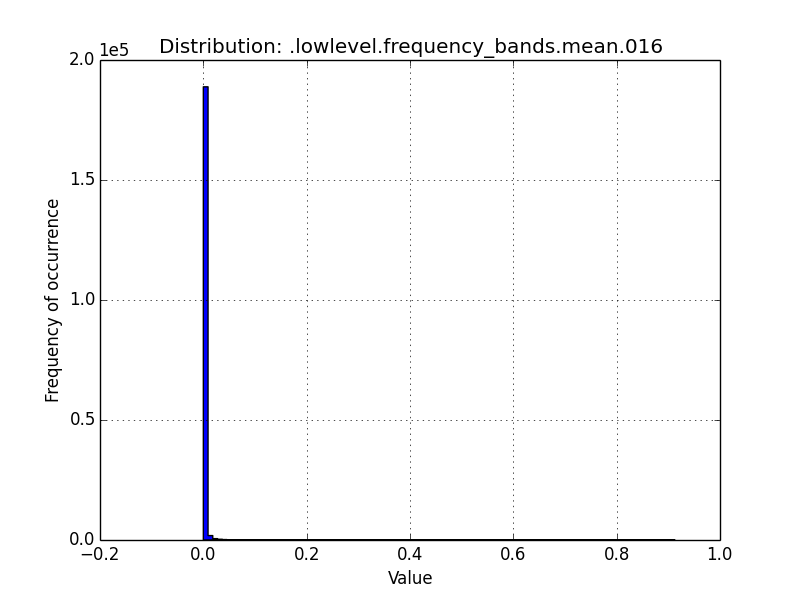 Distribution: .lowlevel.frequency_bands.mean.016
1e5
2.0
1.5
1.0
0.5
0.0
Frequency of occurrence
−0.2 0.0 0.2 0.4 0.6 0.8 1.0
Value